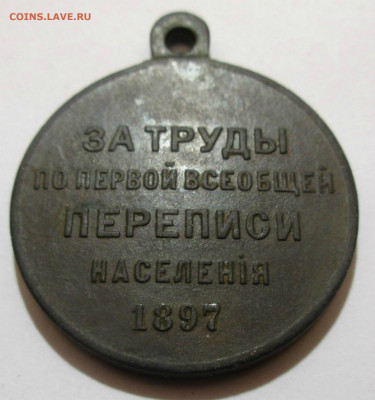 COINS.LAVE.RU
ЗА ТРУДЫ
ПО ПЕРВОЙ ВСЕОБЩЕЙ
ПЕРЕПИСИ
НАСЕЛЕНІЯ
1897